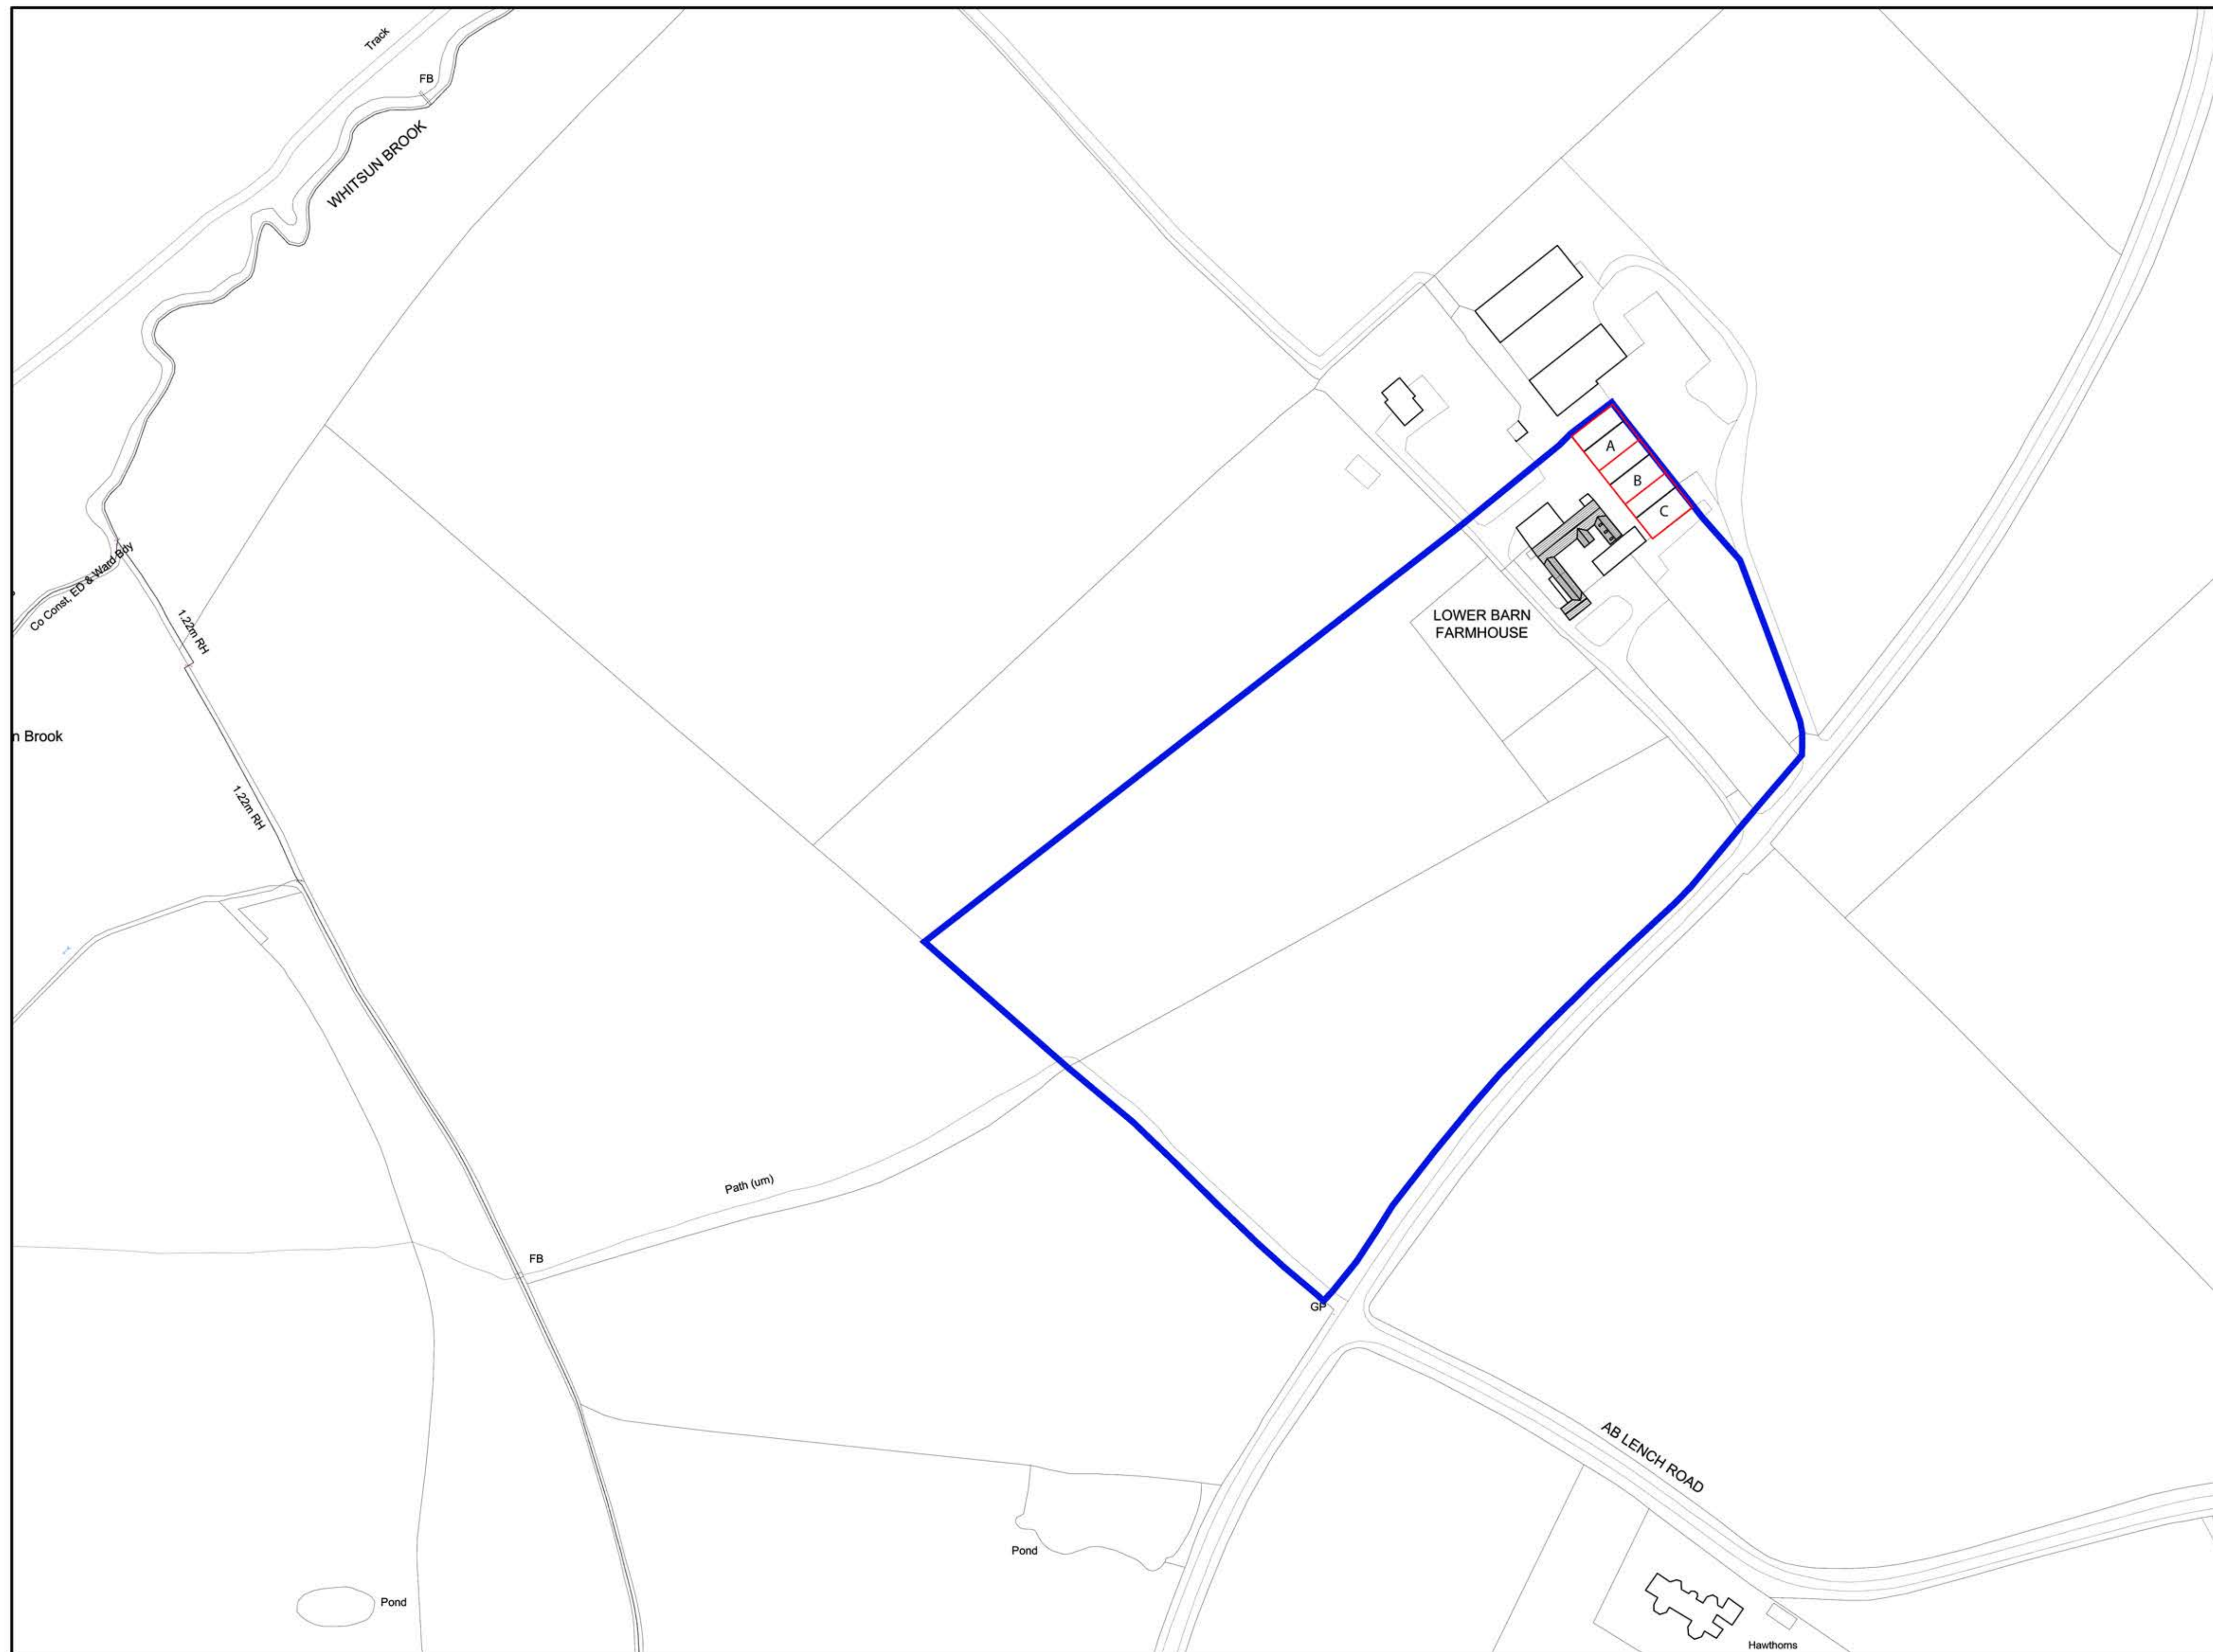 Track
FB
WHITSUN BROOK
A
B
C
Co Const, ED & Ward Bdy
1.22m RH
LOWER BARN
FARMHOUSE
n Brook
1.22m RH
Path (um)
FB
GP
AB LENCH ROAD
Pond
Pond
Hawthorns